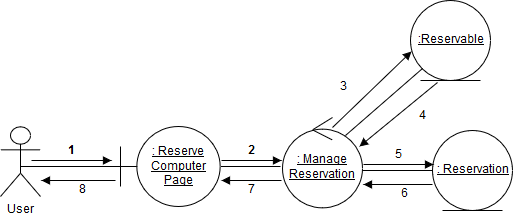 :Reservable
3
4
1
: Reserve
Computer
Page
2
: Manage
Reservation
5
: Reservation
8
7
6
User